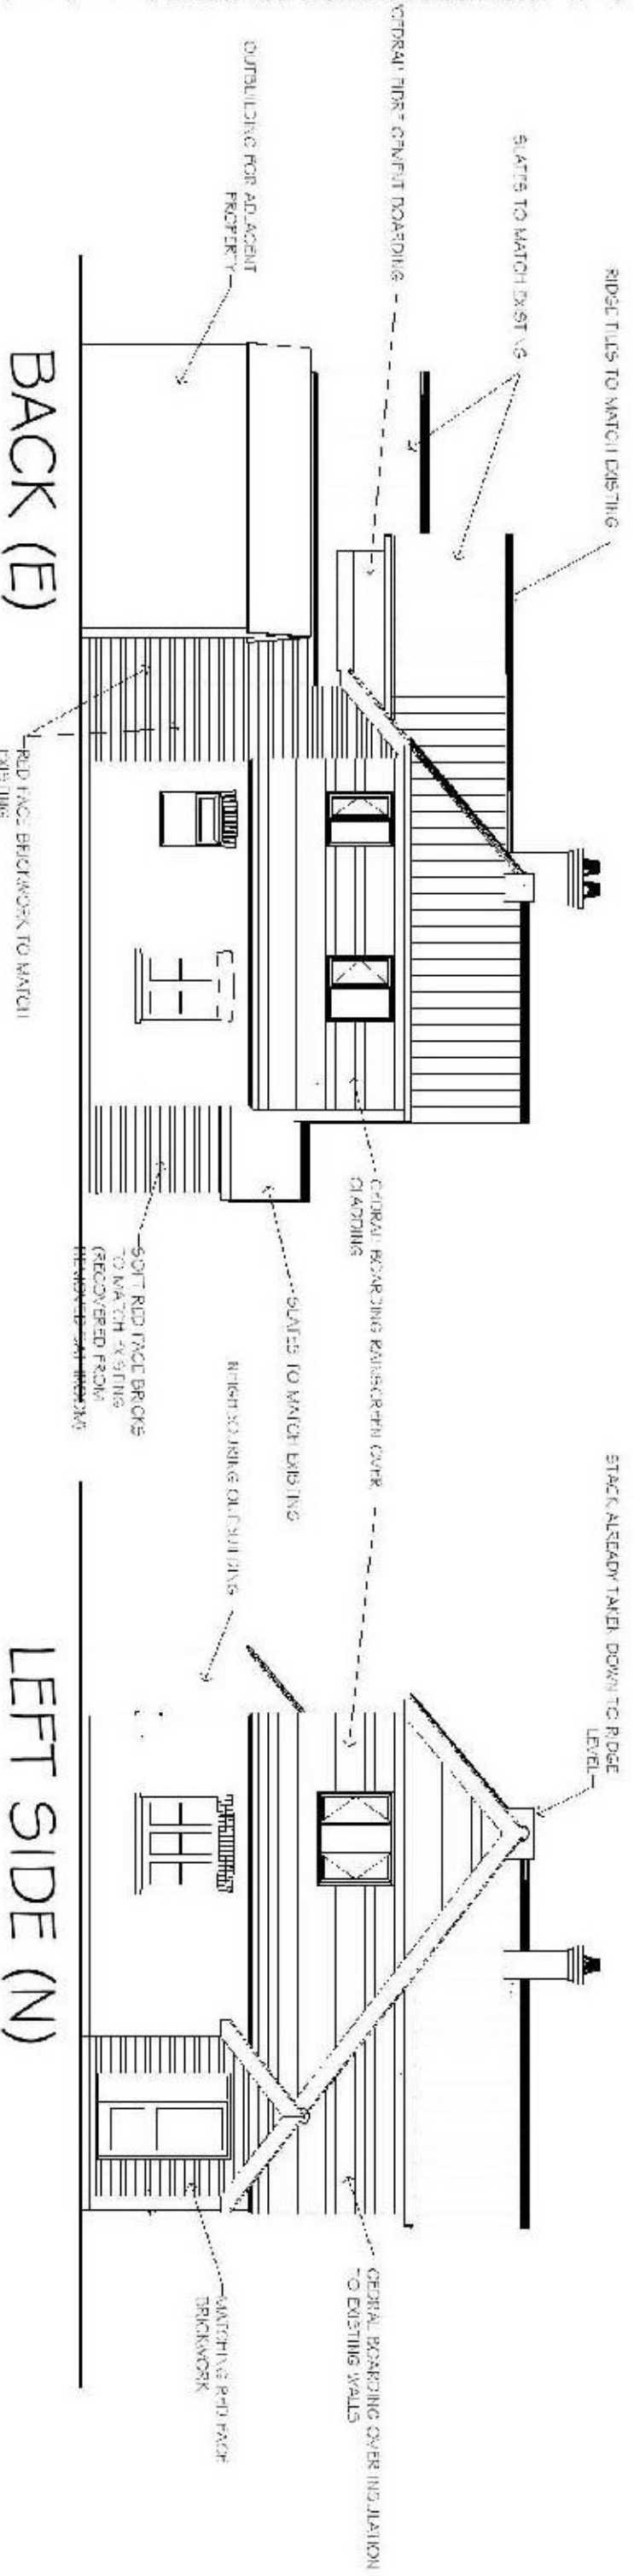 RIDGE TILES TO MATCH EXISTING
SLATES TO MATCH EXISTING
CEDRAL FIBRE CEMENT BOARDING
OUTBUILDING FOR ADJACENT
PROPERTY
RED FACE BRICKWORK TO MATCH
EXISTING
CEDRAL BOARDING RAINSCREEN OVER
CLADDING
SLATES TO MATCH EXISTING
SOFT RED FACE BRICKS
TO MATCH EXISTING
(RECOVERED FROM
REMOVED BATHROOM)
BACK (E)
STACK ALREADY TAKEN DOWN TO RIDGE
LEVEL
NEIGHBOURING OUTBUILDING
CEDRAL BOARDING OVER INSULATION
TO EXISTING WALLS
MATCHING RED FACE
BRICKWORK
LEFT SIDE (N)